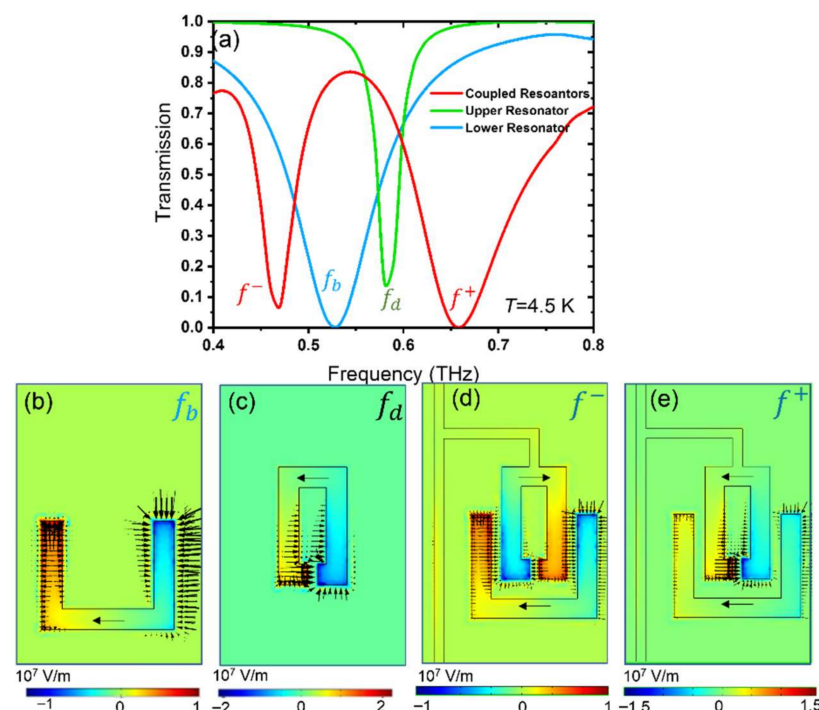 (a)
1.0
0.9
0.8
0.7
0.6
0.5
0.4
0.3
0.2
0.1
0.0
Transmission
Coupled Resoantors
Upper Resonator
Lower Resonator
f⁻
f_b
f_d
f⁺
T=4.5 K
0.4 0.5 0.6 0.7 0.8
Frequency (THz)
(b) f_b
(c) f_d
(d) f⁻
(e) f⁺
10⁷ V/m
−1 0 1
10⁷ V/m
−2 0 2
10⁷ V/m
−1 0 1
10⁷ V/m
−1.5 0 1.5